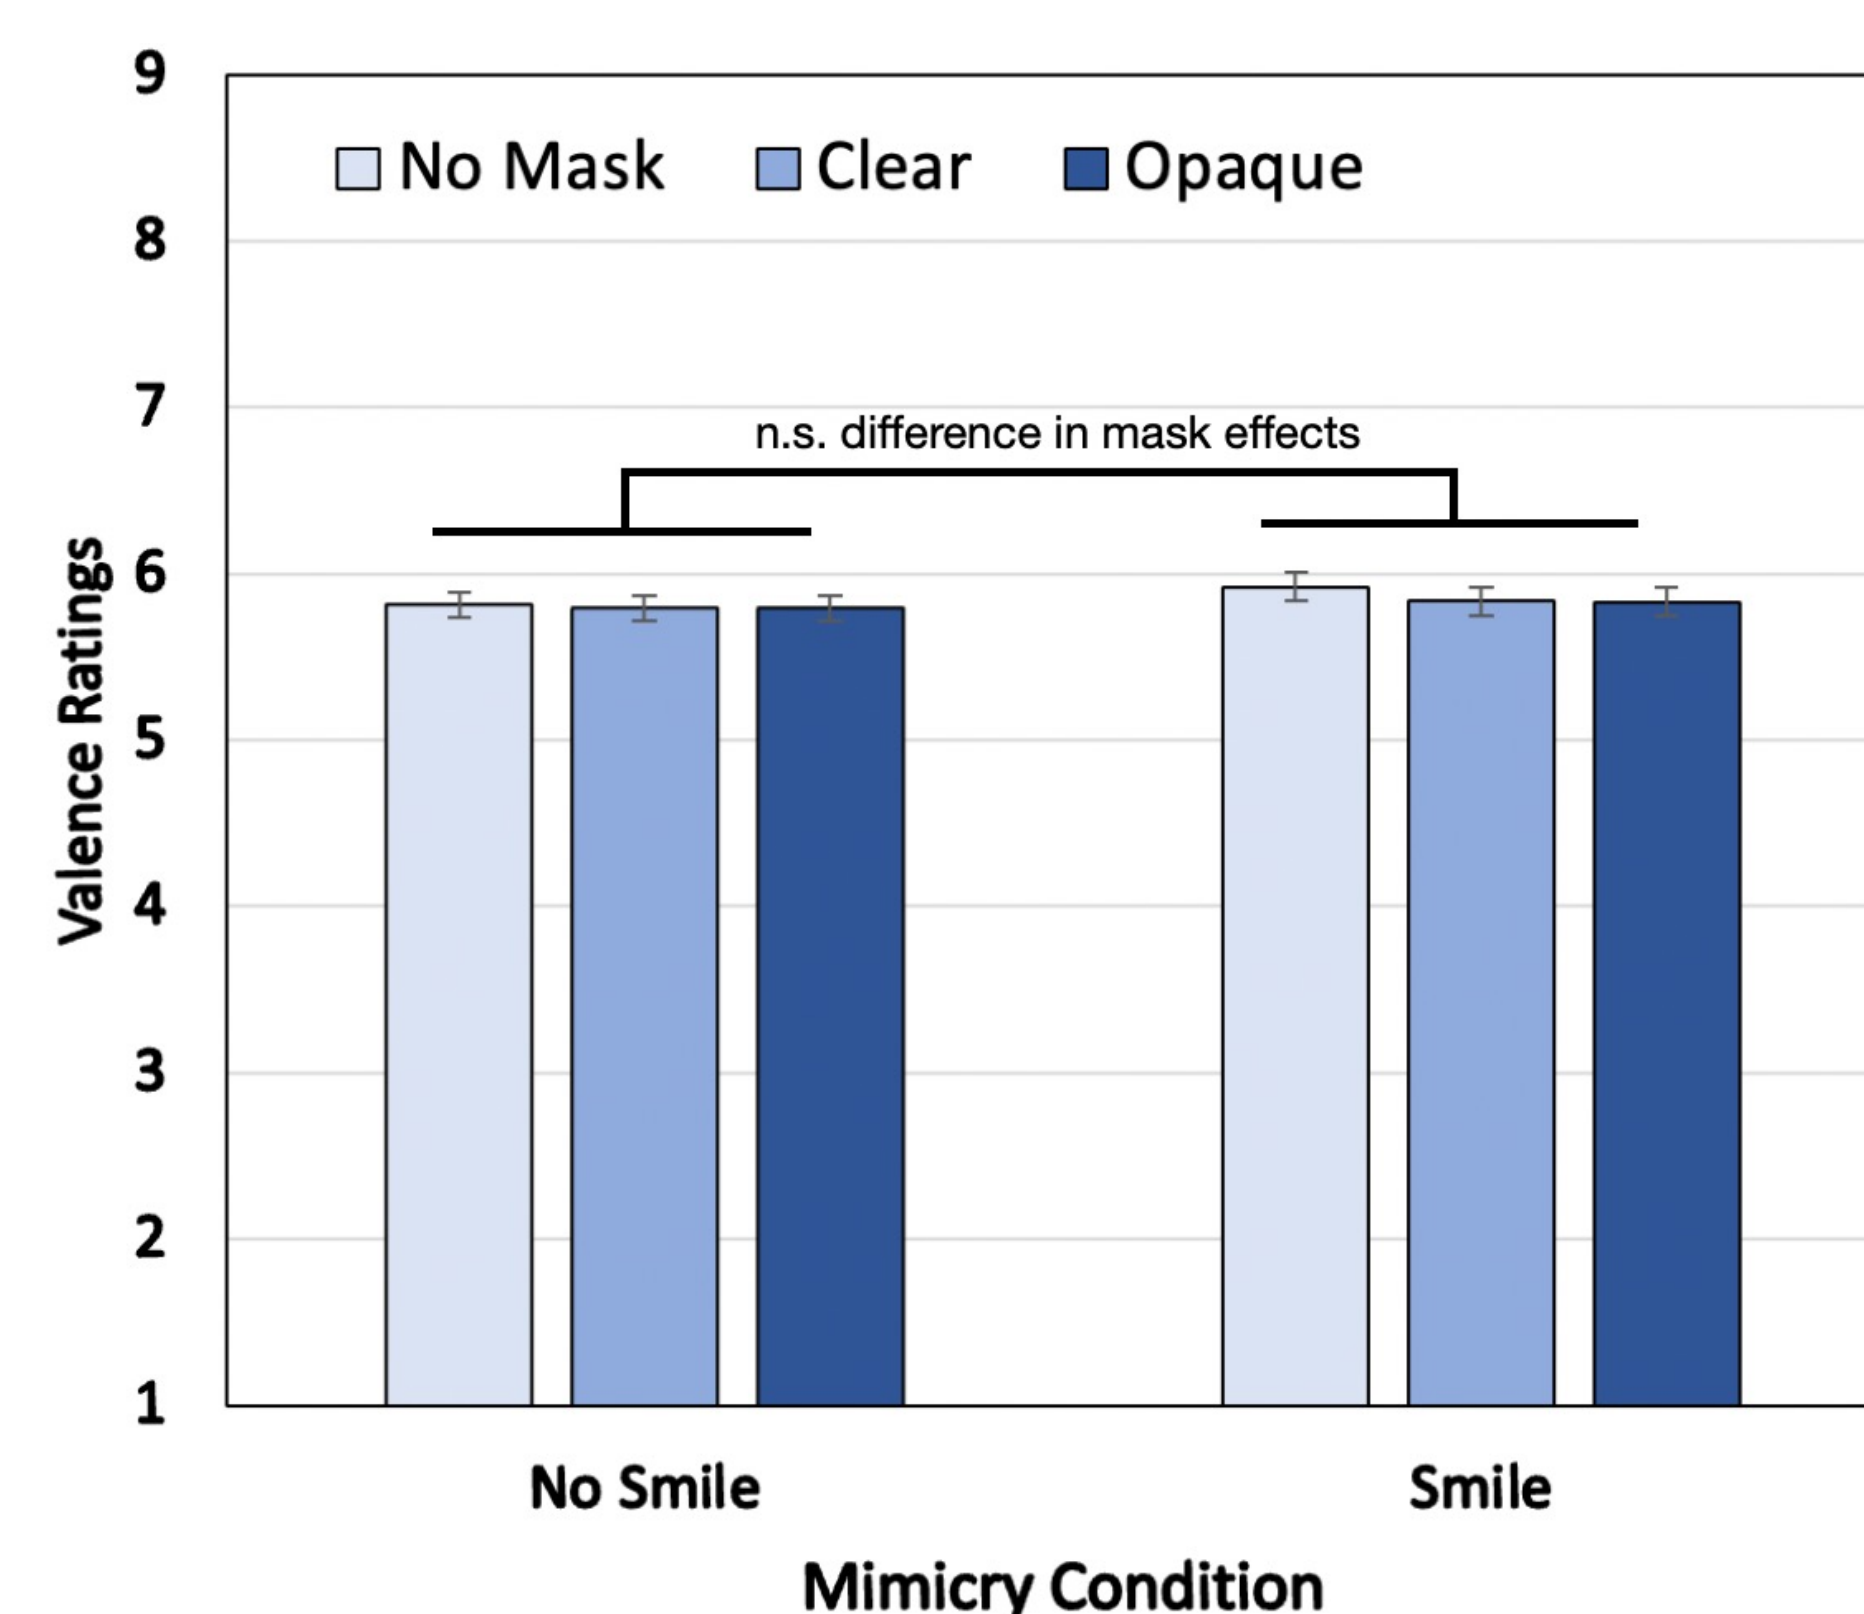 9
No Mask Clear Opaque
8
7
n.s. difference in mask effects
6
5
4
3
2
1
Valence Ratings
No Smile Smile
Mimicry Condition